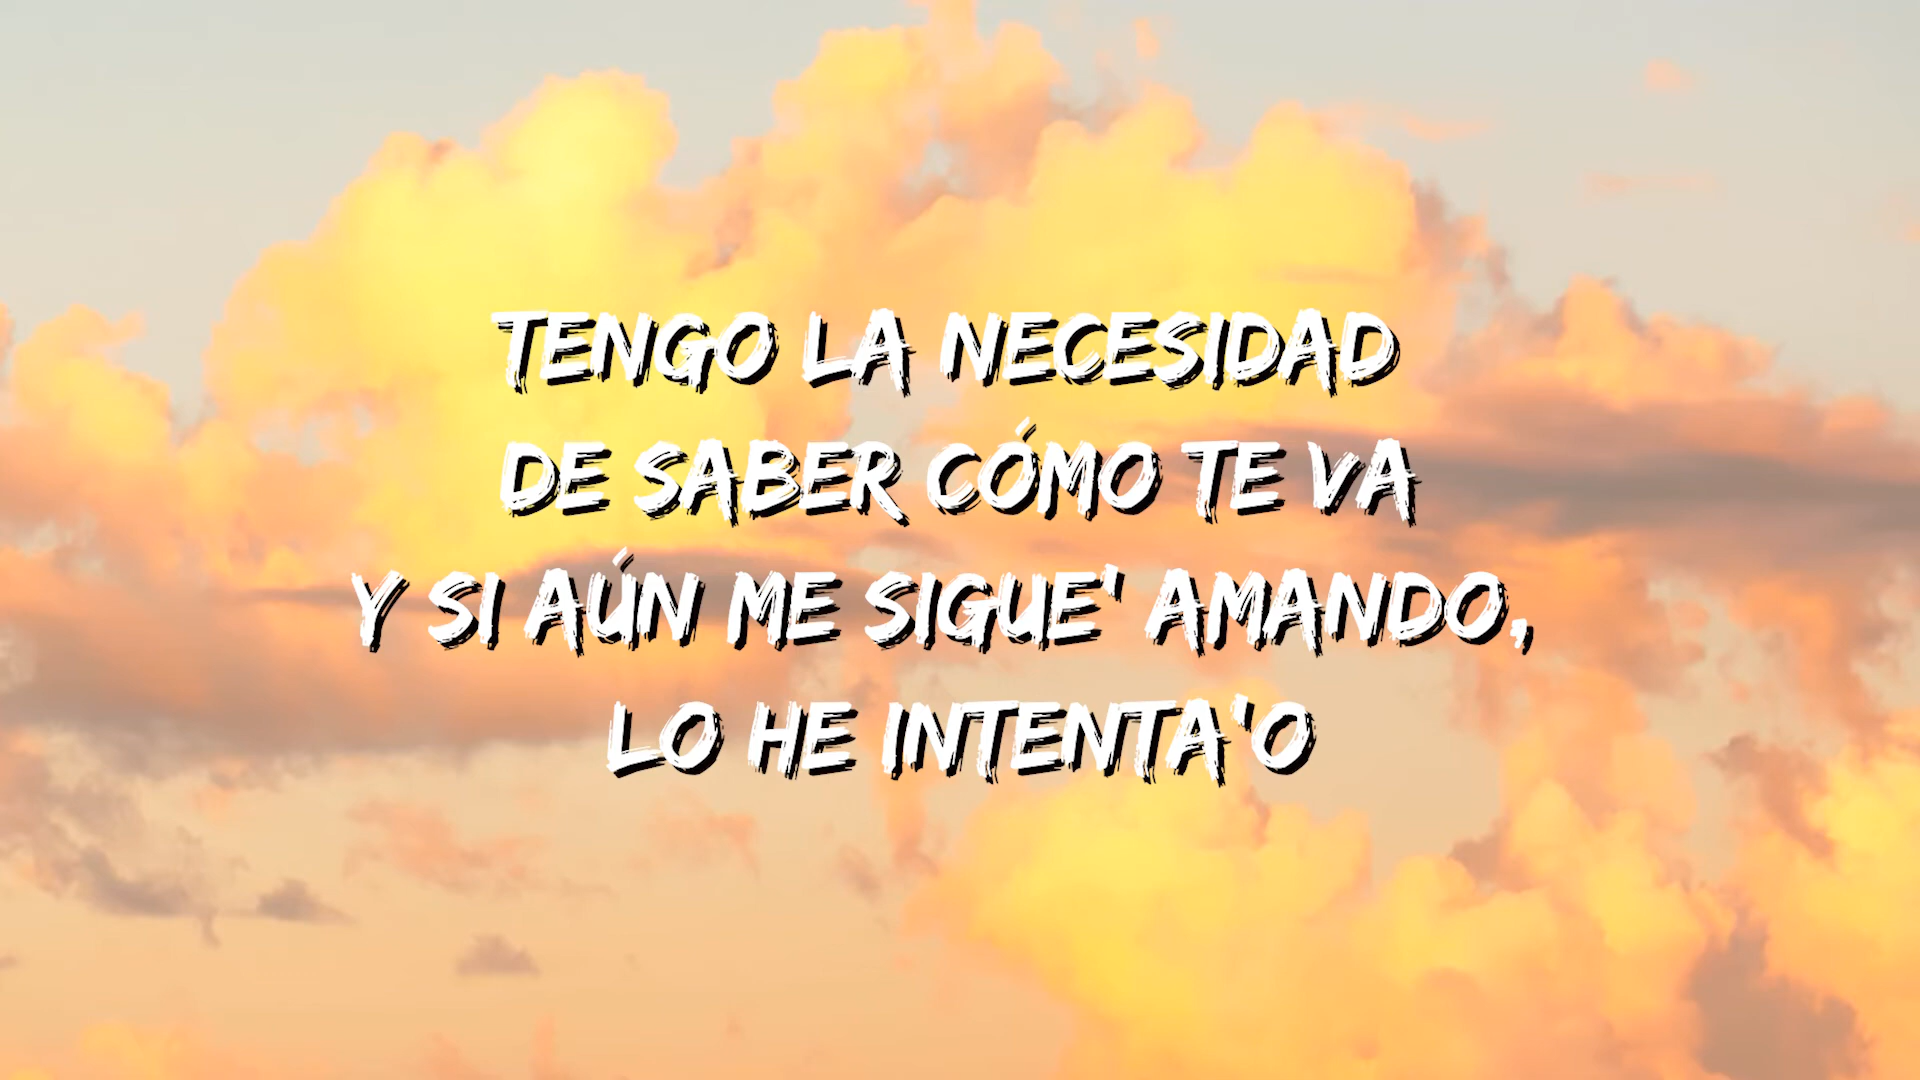 TENGO LA NECESIDAD
DE SABER CÓMO TE VA
Y SI AÚN ME SIGUE' AMANDO,
LO HE INTENTA'O